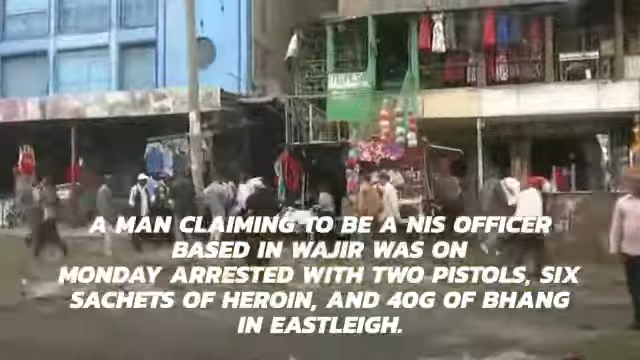 A MAN CLAIMING TO BE A NIS OFFICER
BASED IN WAJIR WAS ON
MONDAY ARRESTED WITH TWO PISTOLS, SIX
SACHETS OF HEROIN, AND 40G OF BHANG
IN EASTLEIGH.